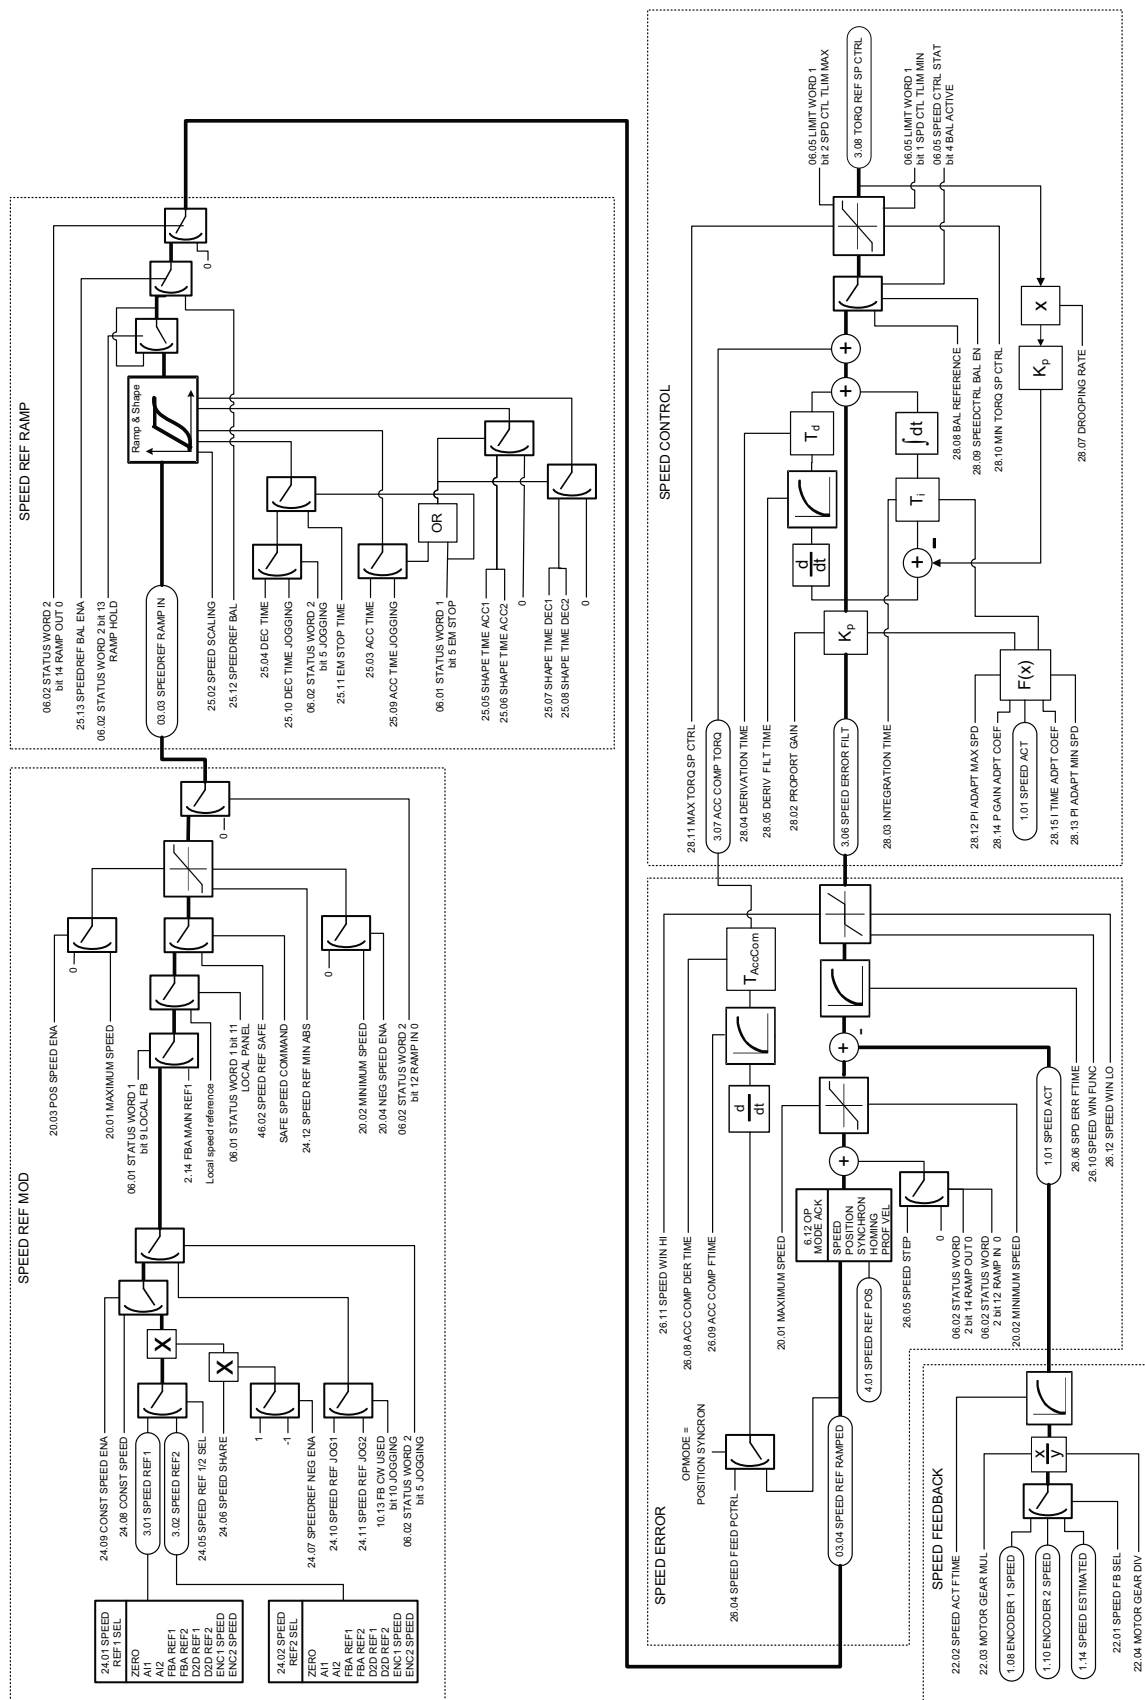 SPEED REF MOD
24.01 SPEED
REF1 SEL
ZERO
AI1
AI2
FBA REF1
FBA REF2
D2D REF1
D2D REF2
ENC1 SPEED
ENC2 SPEED
24.02 SPEED
REF2 SEL
ZERO
AI1
AI2
FBA REF1
FBA REF2
D2D REF1
D2D REF2
ENC1 SPEED
ENC2 SPEED
24.09 CONST SPEED ENA
24.08 CONST SPEED
3.01 SPEED REF1
3.02 SPEED REF2
24.05 SPEED REF 1/2 SEL
24.06 SPEED SHARE
X
X
1
-1
24.07 SPEEDREF NEG ENA
24.10 SPEED REF JOG1
24.11 SPEED REF JOG2
10.13 FB CW USED
bit 10 JOGGING
06.02 STATUS WORD 2
bit 5 JOGGING
20.03 POS SPEED ENA
0
20.01 MAXIMUM SPEED
06.01 STATUS WORD 1
bit 9 LOCAL FB
2.14 FBA MAIN REF1
Local speed reference
06.01 STATUS WORD 1 bit 11
LOCAL PANEL
46.02 SPEED REF SAFE
SAFE SPEED COMMAND
24.12 SPEED REF MIN ABS
0
20.02 MINIMUM SPEED
20.04 NEG SPEED ENA
06.02 STATUS WORD 2
bit 12 RAMP IN 0
0
SPEED REF RAMP
06.02 STATUS WORD 2
bit 14 RAMP OUT 0
25.13 SPEEDREF BAL ENA
06.02 STATUS WORD 2 bit 13
RAMP HOLD
03.03 SPEEDREF RAMP IN
Ramp & Shape
25.02 SPEED SCALING
25.12 SPEEDREF BAL
0
25.04 DEC TIME
25.10 DEC TIME JOGGING
06.02 STATUS WORD 2
bit 5 JOGGING
25.11 EM STOP TIME
25.03 ACC TIME
25.09 ACC TIME JOGGING
OR
06.01 STATUS WORD 1
bit 5 EM STOP
25.05 SHAPE TIME ACC1
25.06 SHAPE TIME ACC2
0
25.07 SHAPE TIME DEC1
25.08 SHAPE TIME DEC2
0
SPEED FEEDBACK
22.02 SPEED ACT FTIME
22.03 MOTOR GEAR MUL
1.08 ENCODER 1 SPEED
1.10 ENCODER 2 SPEED
1.14 SPEED ESTIMATED
22.01 SPEED FB SEL
22.04 MOTOR GEAR DIV
x
y
SPEED ERROR
26.11 SPEED WIN HI
26.08 ACC COMP DER TIME
26.09 ACC COMP FTIME
OPMODE =
POSITION SYNCRON
26.04 SPEED FEED PCTRL
d
dt
TAccCom
03.04 SPEED REF RAMPED
20.01 MAXIMUM SPEED
6.12 OP
MODE ACK
SPEED
POSITION
SYNCHRON
HOMING
PROF VEL
4.01 SPEED REF POS
+
+
-
26.05 SPEED STEP
0
06.02 STATUS WORD
2 bit 14 RAMP OUT 0
06.02 STATUS WORD
2 bit 12 RAMP IN 0
20.02 MINIMUM SPEED
1.01 SPEED ACT
26.06 SPD ERR FTIME
26.10 SPEED WIN FUNC
26.12 SPEED WIN LO
SPEED CONTROL
28.11 MAX TORQ SP CTRL
3.07 ACC COMP TORQ
28.04 DERIVATION TIME
28.05 DERIV FILT TIME
28.02 PROPORT GAIN
3.06 SPEED ERROR FILT
28.03 INTEGRATION TIME
28.12 PI ADAPT MAX SPD
28.14 P GAIN ADPT COEF
1.01 SPEED ACT
28.15 I TIME ADPT COEF
28.13 PI ADAPT MIN SPD
F(x)
Kp
d
dt
Td
+
-
Ti
∫dt
+
+
28.08 BAL REFERENCE
28.09 SPEEDCTRL BAL EN
28.10 MIN TORQ SP CTRL
Kp
x
28.07 DROOPING RATE
06.05 LIMIT WORD 1
bit 2 SPD CTL TLIM MAX
3.08 TORQ REF SP CTRL
06.05 LIMIT WORD 1
bit 1 SPD CTL TLIM MIN
06.05 SPEED CTRL STAT
bit 4 BAL ACTIVE